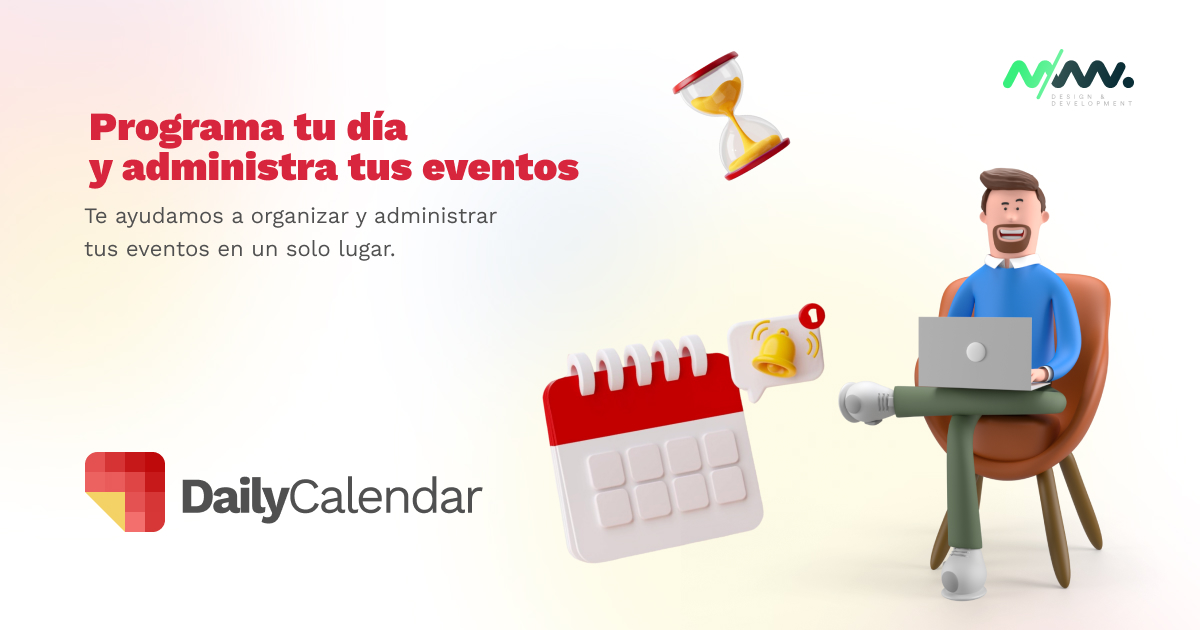 Programa tu día
y administra tus eventos
Te ayudamos a organizar y administrar
tus eventos en un solo lugar.
DESIGN &
DEVELOPMENT
1
DailyCalendar